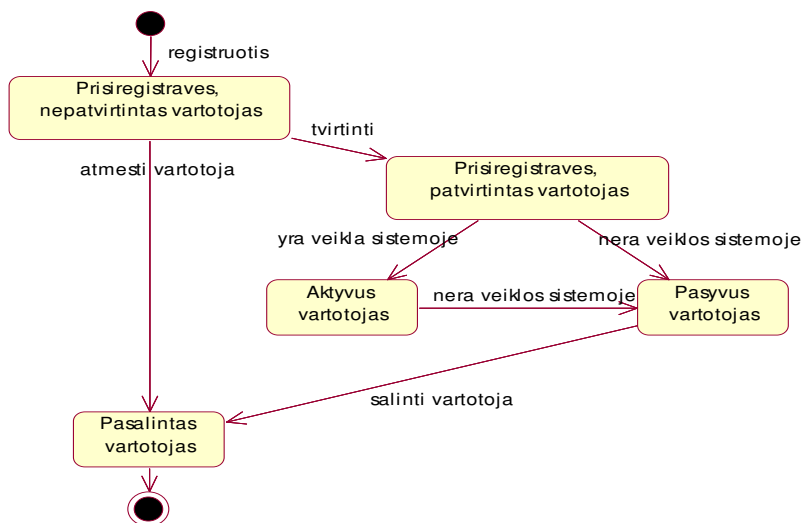 registruotis
Prisiregistraves,
nepatvirtintas vartotojas
tvirtinti
atmesti vartotoja
Prisiregistraves,
patvirtintas vartotojas
yra veikla sistemoje
nera veiklos sistemoje
Aktyvus
vartotojas
nera veiklos sistemoje
Pasyvus
vartotojas
salinti vartotoja
Pasalintas
vartotojas